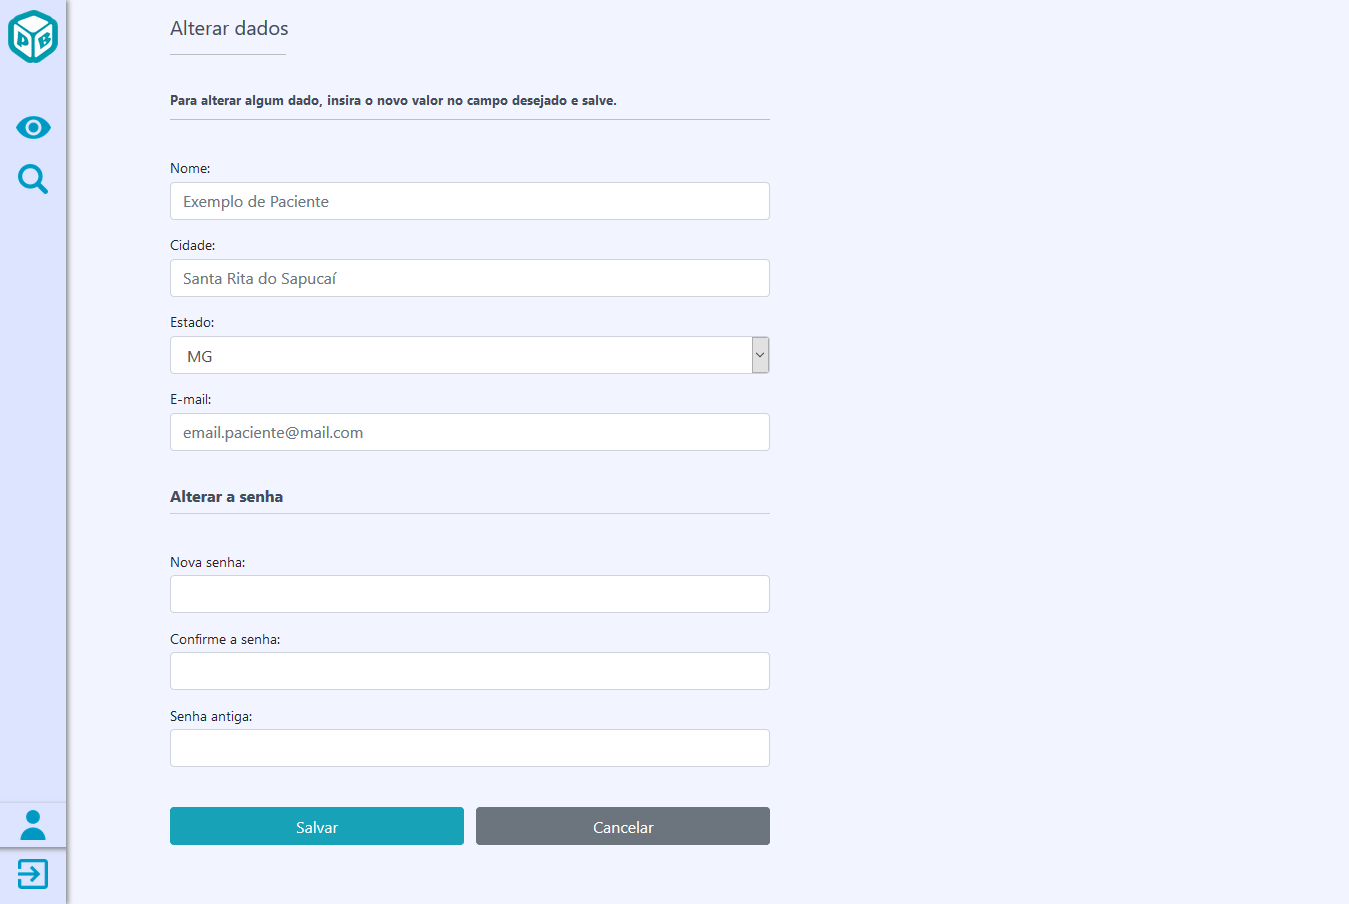 Alterar dados
Para alterar algum dado, insira o novo valor no campo desejado e salve.
Nome:
Exemplo de Paciente
Cidade:
Santa Rita do Sapucaí
Estado:
MG
E-mail:
email.paciente@mail.com
Alterar a senha
Nova senha:
Confirme a senha:
Senha antiga:
Salvar
Cancelar